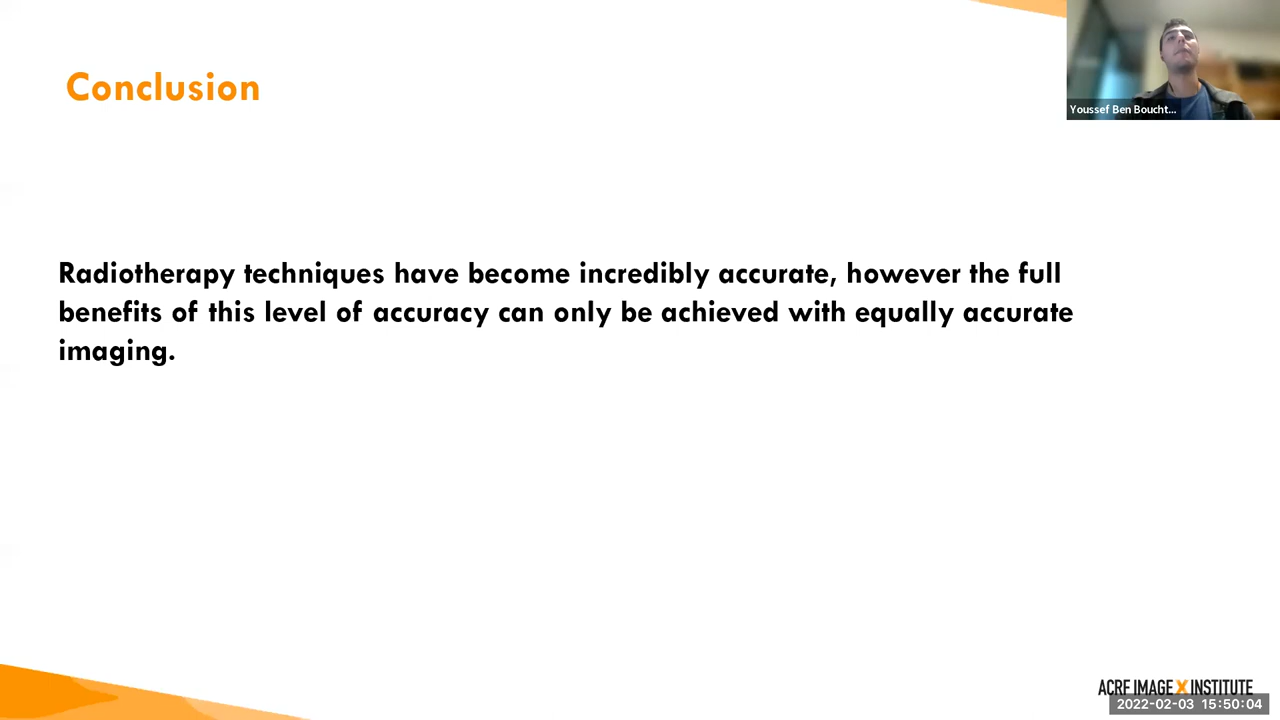 Conclusion
Youssef Ben Boucht...
Radiotherapy techniques have become incredibly accurate, however the full
benefits of this level of accuracy can only be achieved with equally accurate
imaging.
ACRF IMAGE X INSTITUTE
2022-02-03 15:50:04